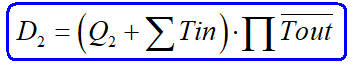 D₂ = (Q₂ + ∑ Tin) · ∏ T̅o̅u̅t̅